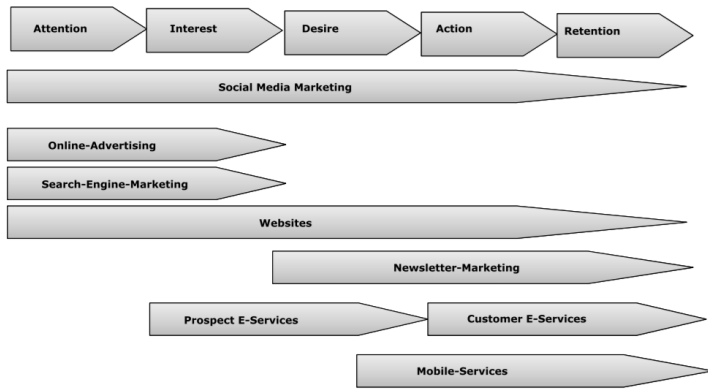 Attention
Interest
Desire
Action
Retention
Social Media Marketing
Online-Advertising
Search-Engine-Marketing
Websites
Newsletter-Marketing
Prospect E-Services
Customer E-Services
Mobile-Services